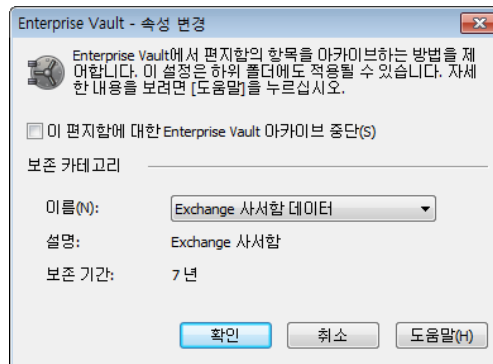 Enterprise Vault - 속성 변경
Enterprise Vault에서 편지함의 항목을 아카이브하는 방법을 제
어합니다. 이 설정은 하위 폴더에도 적용될 수 있습니다. 자세
한 내용을 보려면 [도움말]을 누르십시오.
이 편지함에 대한 Enterprise Vault 아카이브 중단(S)
보존 카테고리
이름(N): Exchange 사서함 데이터
설명: Exchange 사서함
보존 기간: 7 년
확인 취소 도움말(H)